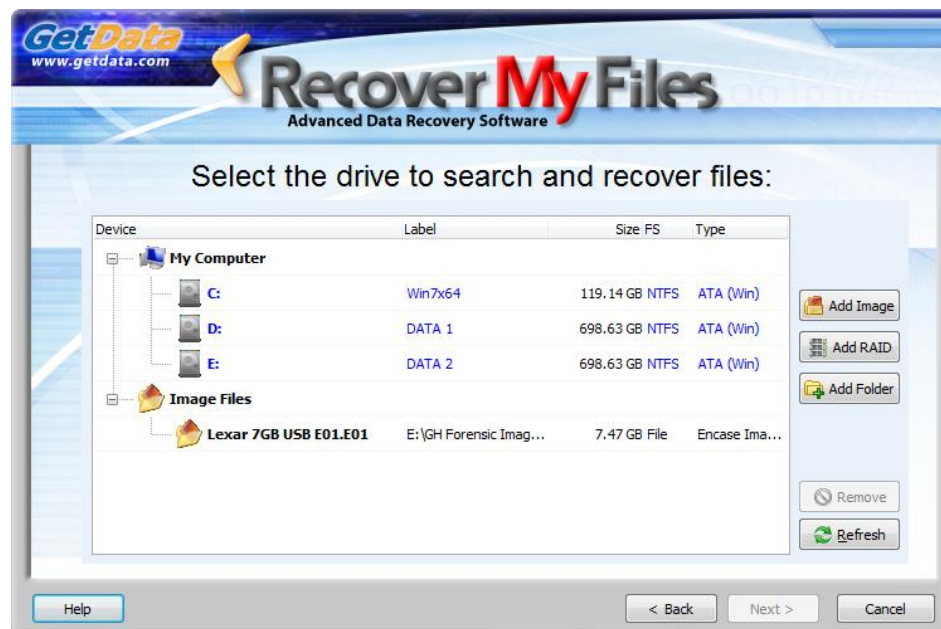 GetData
www.getdata.com
Recover My Files
Advanced Data Recovery Software
Select the drive to search and recover files:
Device Label Size FS Type
My Computer
C: Win7x64 119.14 GB NTFS ATA (Win)
D: DATA 1 698.63 GB NTFS ATA (Win)
E: DATA 2 698.63 GB NTFS ATA (Win)
Image Files
Lexar 7GB USB E01.E01 E:\GH Forensic Imag... 7.47 GB File Encase Ima...
Add Image
Add RAID
Add Folder
Remove
Refresh
Help < Back Next > Cancel